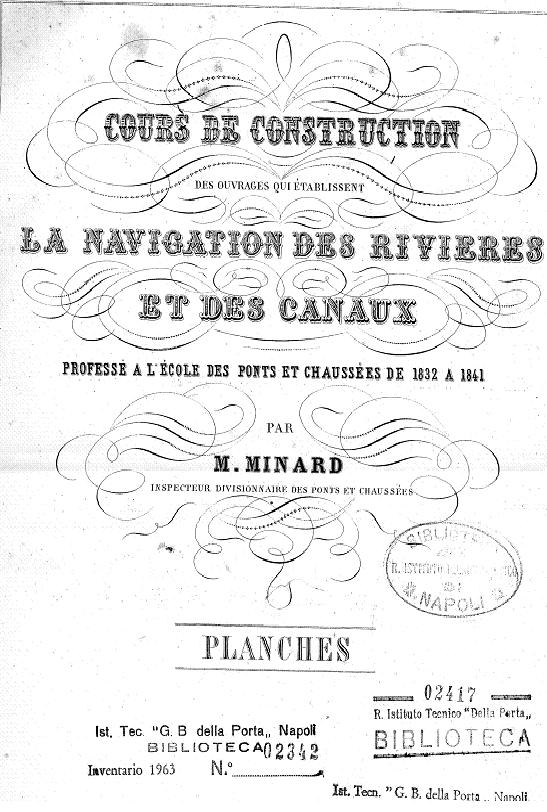 COURS DE CONSTRUCTION
DES OUVRAGES QUI ÉTABLISSENT
LA NAVIGATION DES RIVIERES
ET DES CANAUX
PROFESSÉ A L'ÉCOLE DES PONTS ET CHAUSSÉES DE 1832 A 1841
PAR
M. MINARD
INSPECTEUR DIVISIONNAIRE DES PONTS ET CHAUSSÉES
BIBLIOTECA
R. ISTITUTO
NAPOLI
PLANCHES
02417
R. Istituto Tecnico "Della Porta„
BIBLIOTECA
Ist. Tec. "G. B della Porta„ Napoli
BIBLIOTECA 02342
Inventario 1963 N.º
Ist. Tecn. "G. B. della Porta „ Napoli.